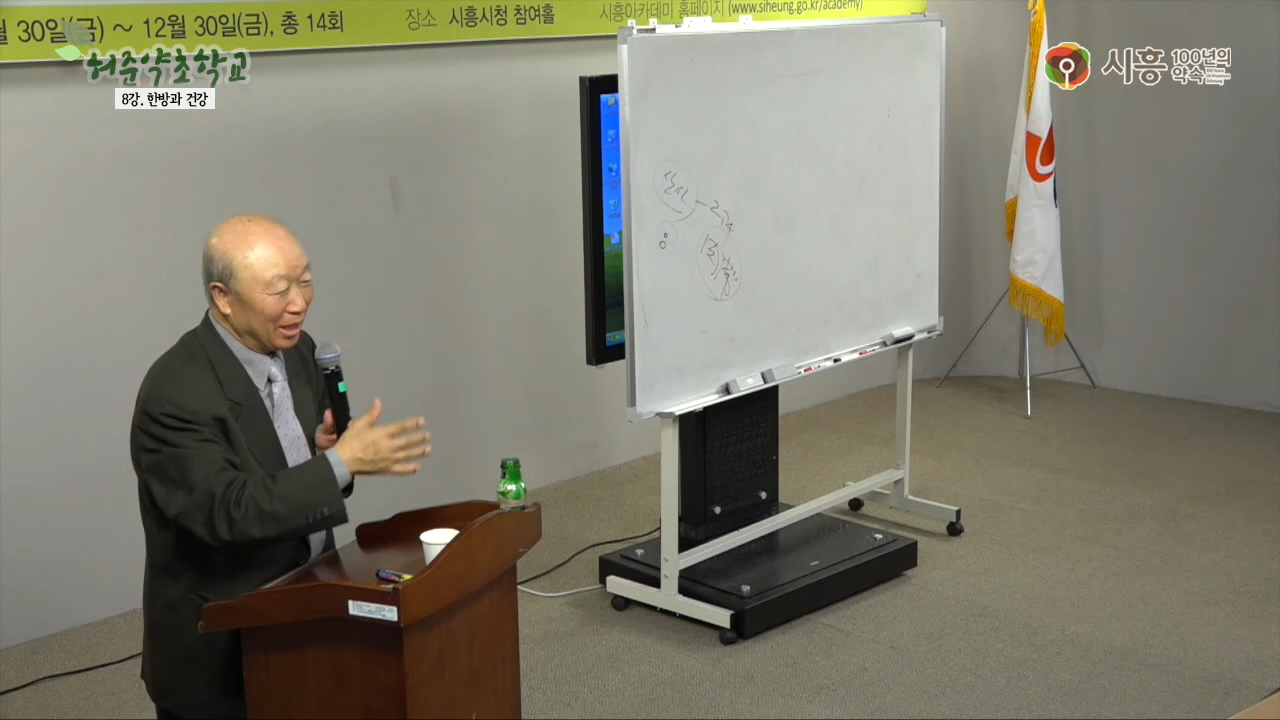 30일(금) ~ 12월 30일(금), 총 14회 장소 시흥시청 참여홀 시흥아카데미 홈페이지 (www.siheung.go.kr/academy)
허준약초학교
8강. 한방과 건강
시흥 100년의
약속